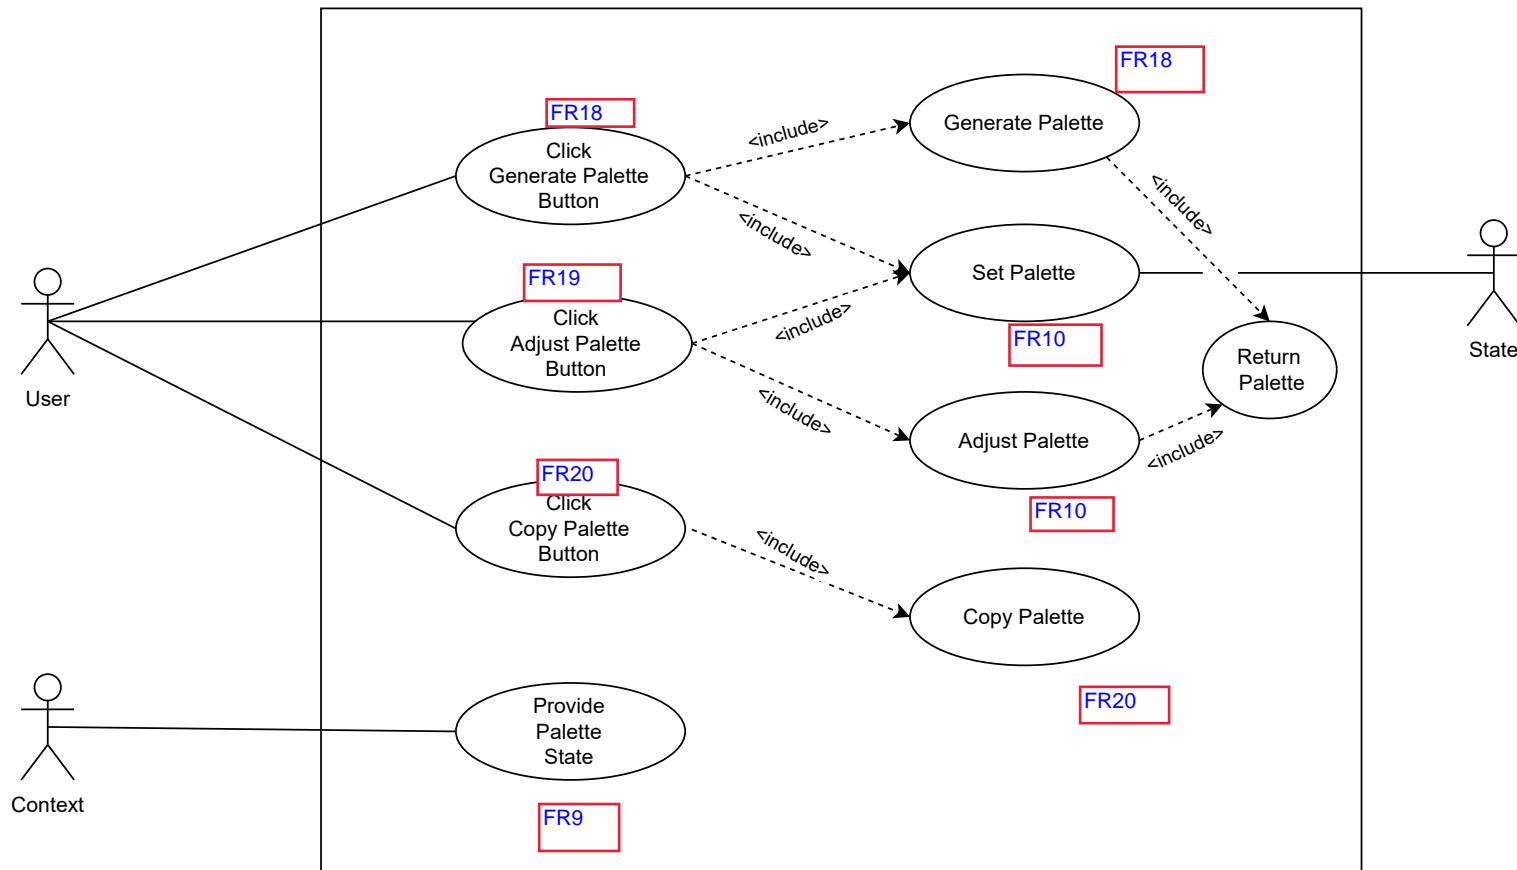 FR18
FR18
Click
Generate Palette
Button
<include>
Generate Palette
<include>
<include>
FR19
Click
Adjust Palette
Button
<include>
Set Palette
FR10
Return
Palette
User
State
<include>
Adjust Palette
<include>
FR10
FR20
Click
Copy Palette
Button
<include>
Copy Palette
FR20
Provide
Palette
State
Context
FR9